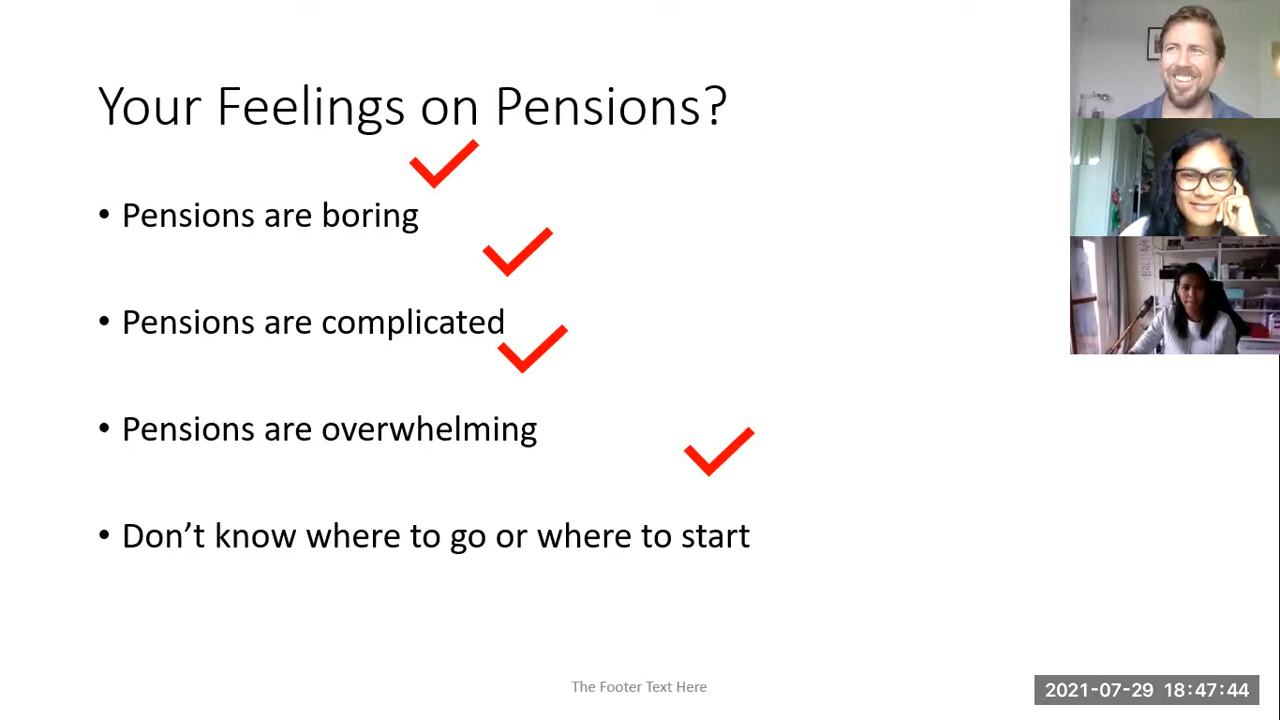 Your Feelings on Pensions?
• Pensions are boring
• Pensions are complicated
• Pensions are overwhelming
• Don’t know where to go or where to start
The Footer Text Here
2021-07-29 18:47:44